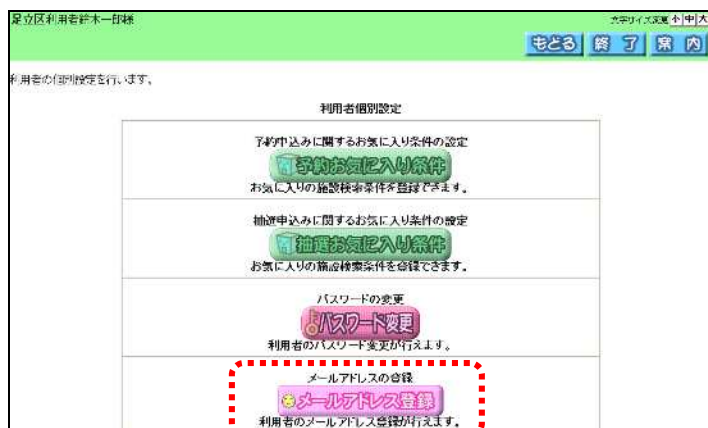 足立区利用者鈴木一郎様
文字サイズ変更 小 中 大
もどる 終了 案内
利用者の個別設定を行います。
利用者個別設定
予約申込みに関するお気に入り条件の設定
予約お気に入り条件
お気に入りの施設検索条件を登録できます。
抽選申込みに関するお気に入り条件の設定
抽選お気に入り条件
お気に入りの施設検索条件を登録できます。
パスワードの変更
パスワード変更
利用者のパスワード変更が行えます。
メールアドレスの登録
メールアドレス登録
利用者のメールアドレス登録が行えます。